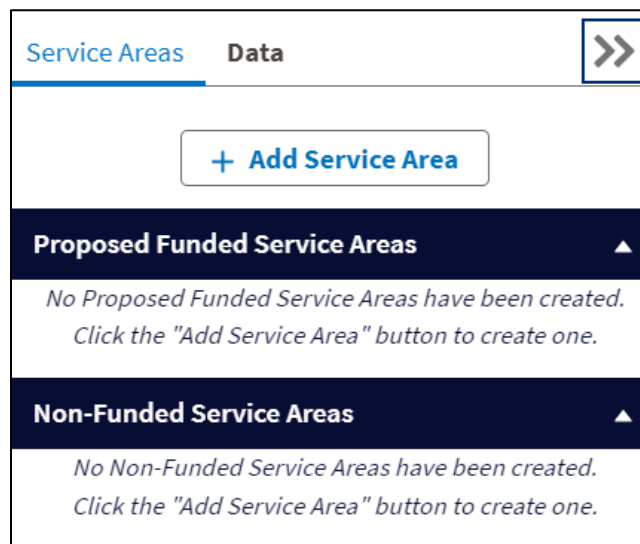 Service Areas Data
+ Add Service Area
Proposed Funded Service Areas
No Proposed Funded Service Areas have been created.
Click the "Add Service Area" button to create one.
Non-Funded Service Areas
No Non-Funded Service Areas have been created.
Click the "Add Service Area" button to create one.